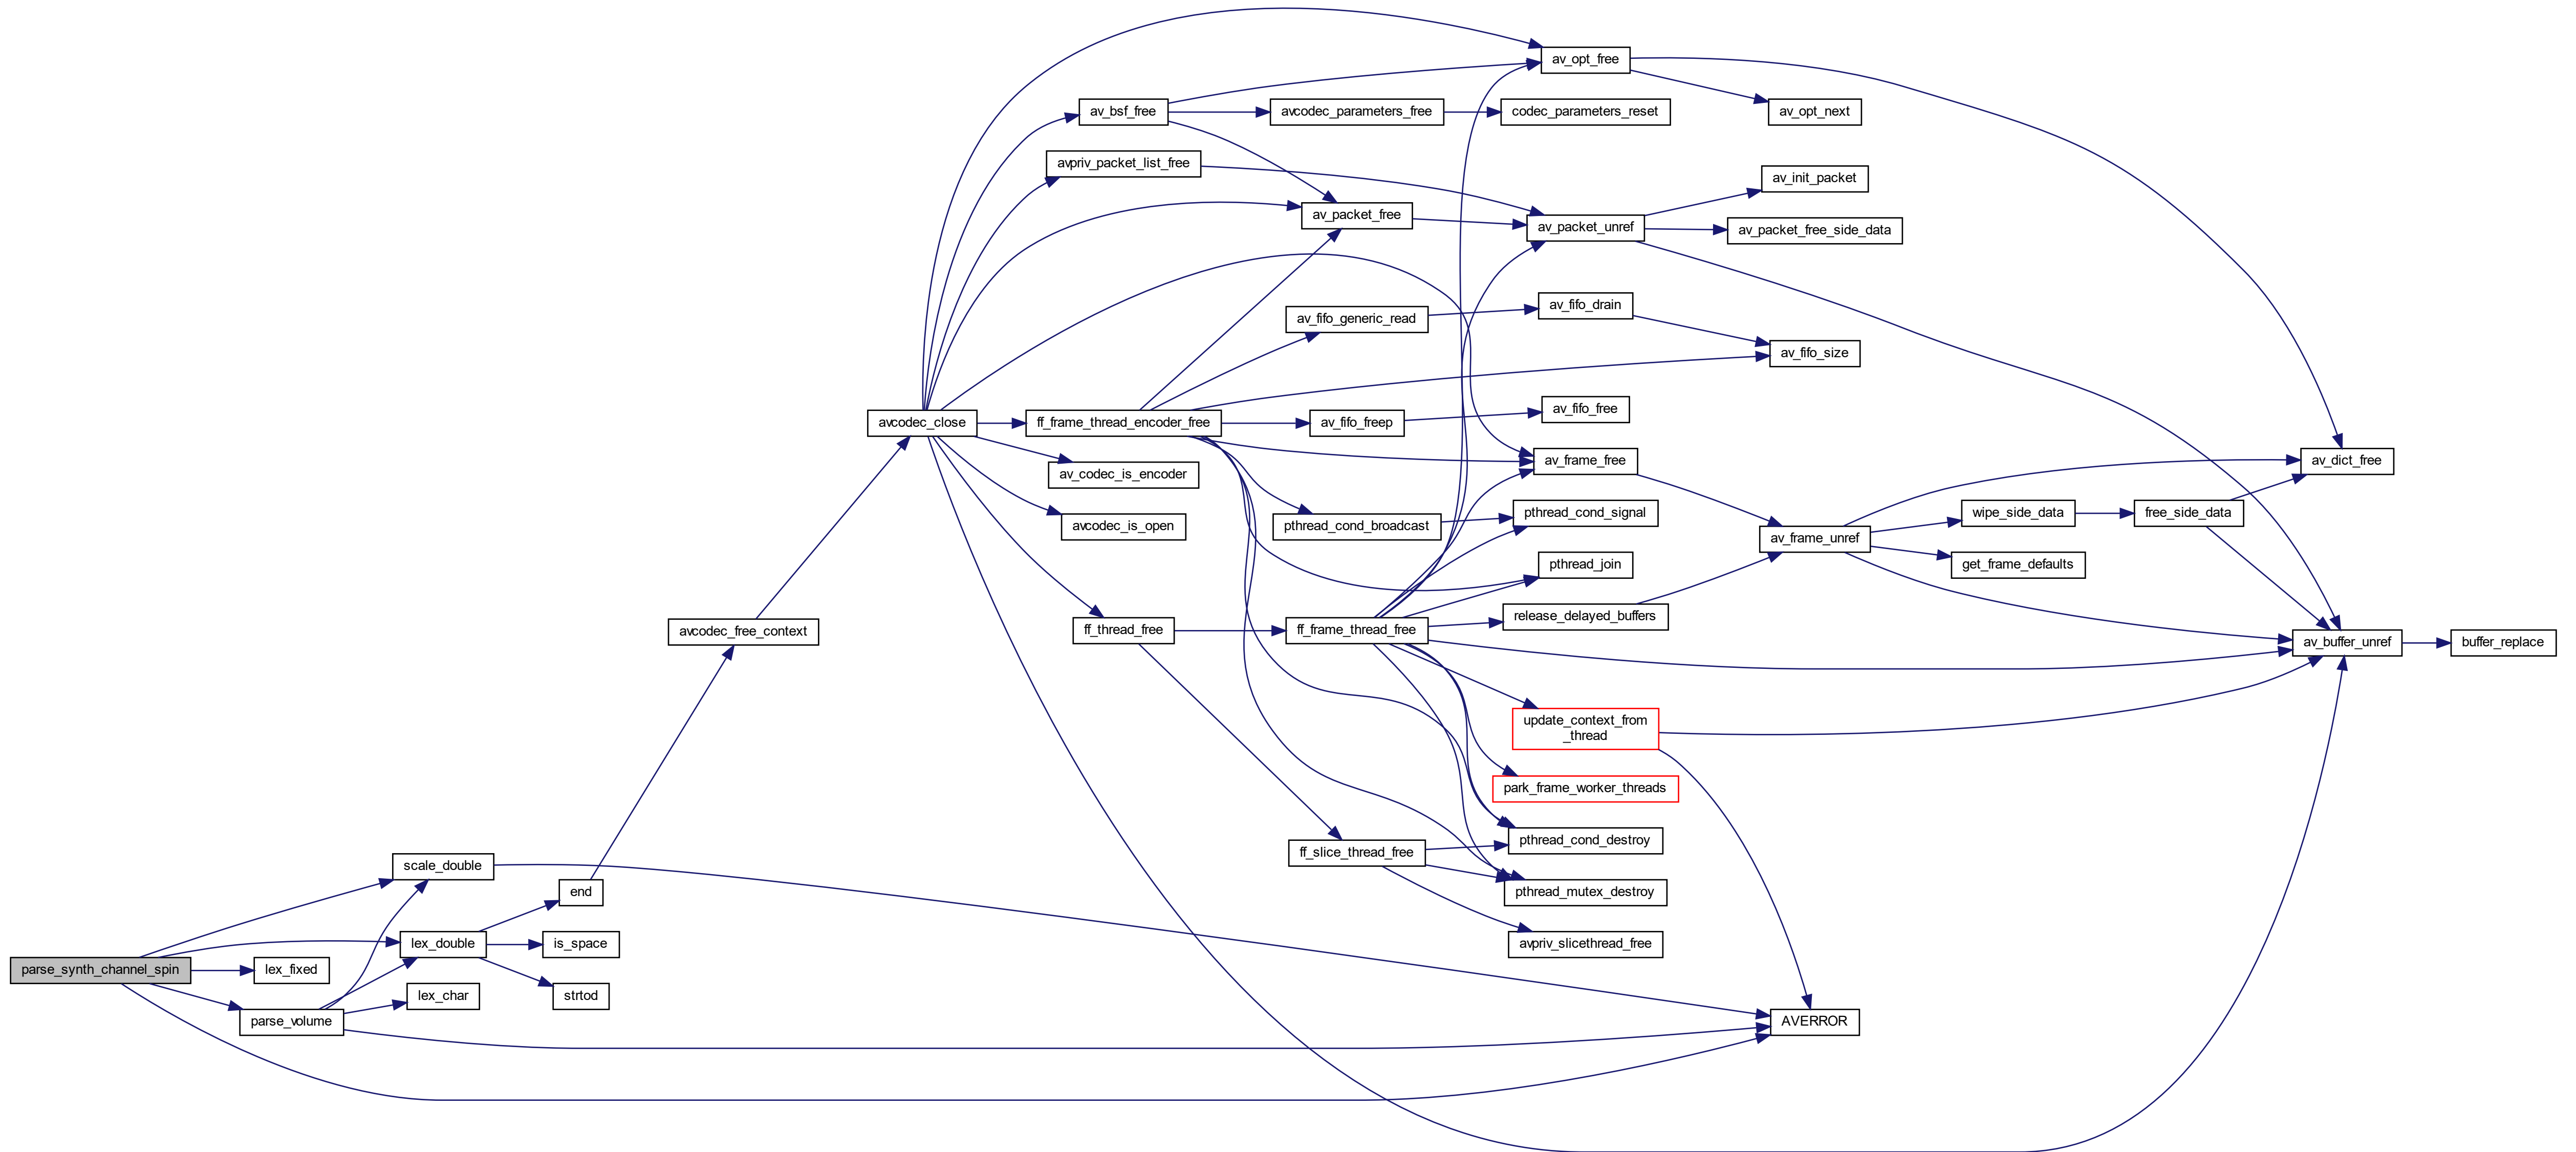 av_opt_free
av_bsf_free
avcodec_parameters_free
codec_parameters_reset
av_opt_next
avpriv_packet_list_free
av_init_packet
av_packet_free
av_packet_unref
av_packet_free_side_data
av_fifo_generic_read
av_fifo_drain
av_fifo_size
avcodec_close
ff_frame_thread_encoder_free
av_fifo_freep
av_fifo_free
av_codec_is_encoder
av_frame_free
av_dict_free
avcodec_is_open
pthread_cond_broadcast
pthread_cond_signal
av_frame_unref
wipe_side_data
free_side_data
pthread_join
get_frame_defaults
avcodec_free_context
ff_thread_free
ff_frame_thread_free
release_delayed_buffers
av_buffer_unref
buffer_replace
update_context_from
_thread
park_frame_worker_threads
pthread_cond_destroy
ff_slice_thread_free
scale_double
end
pthread_mutex_destroy
lex_double
is_space
avpriv_slicethread_free
parse_synth_channel_spin
lex_fixed
lex_char
strtod
parse_volume
AVERROR